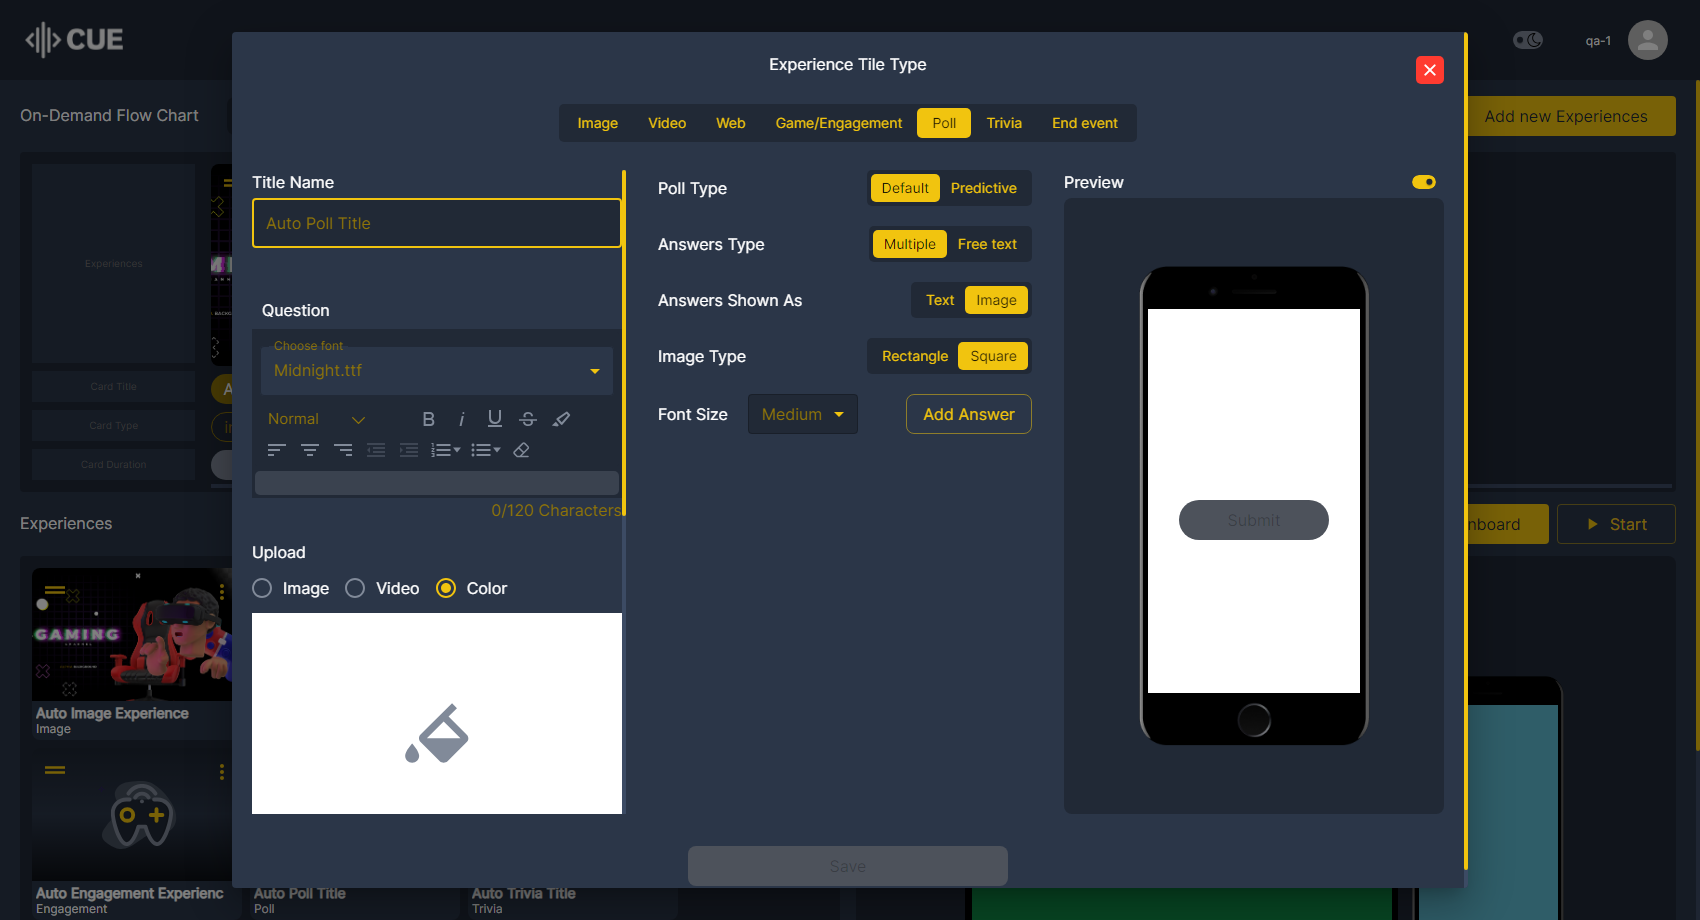 CUE
Experience Tile Type
qa-1
On-Demand Flow Chart
Add new Experiences
Image Video Web Game/Engagement Poll Trivia End event
Title Name
Auto Poll Title
Question
Choose font
Midnight.ttf
Normal
B i U S
0/120 Characters
Upload
Image Video Color
Poll Type Default Predictive
Answers Type Multiple Free text
Answers Shown As Text Image
Image Type Rectangle Square
Font Size Medium Add Answer
Preview
Submit
Save
Experiences
Card Title
Card Type
Card Duration
Experiences
Start
GAMING
Auto Image Experience
Image
Auto Engagement Experienc
Engagement
Auto Poll Title
Poll
Auto Trivia Title
Trivia